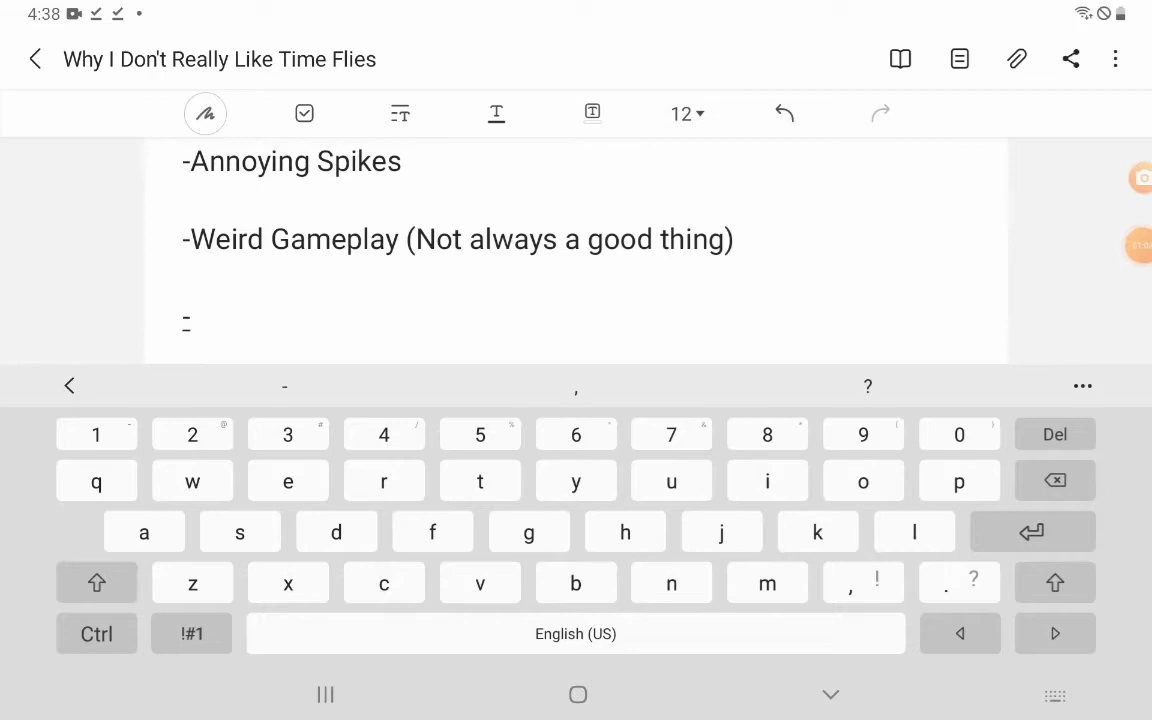 4:38
Why I Don't Really Like Time Flies
12
-Annoying Spikes
-Weird Gameplay (Not always a good thing)
-
- , ?
1 2 3 4 5 6 7 8 9 0 Del
q w e r t y u i o p
a s d f g h j k l
z x c v b n m , ! . ?
Ctrl !#1 English (US)